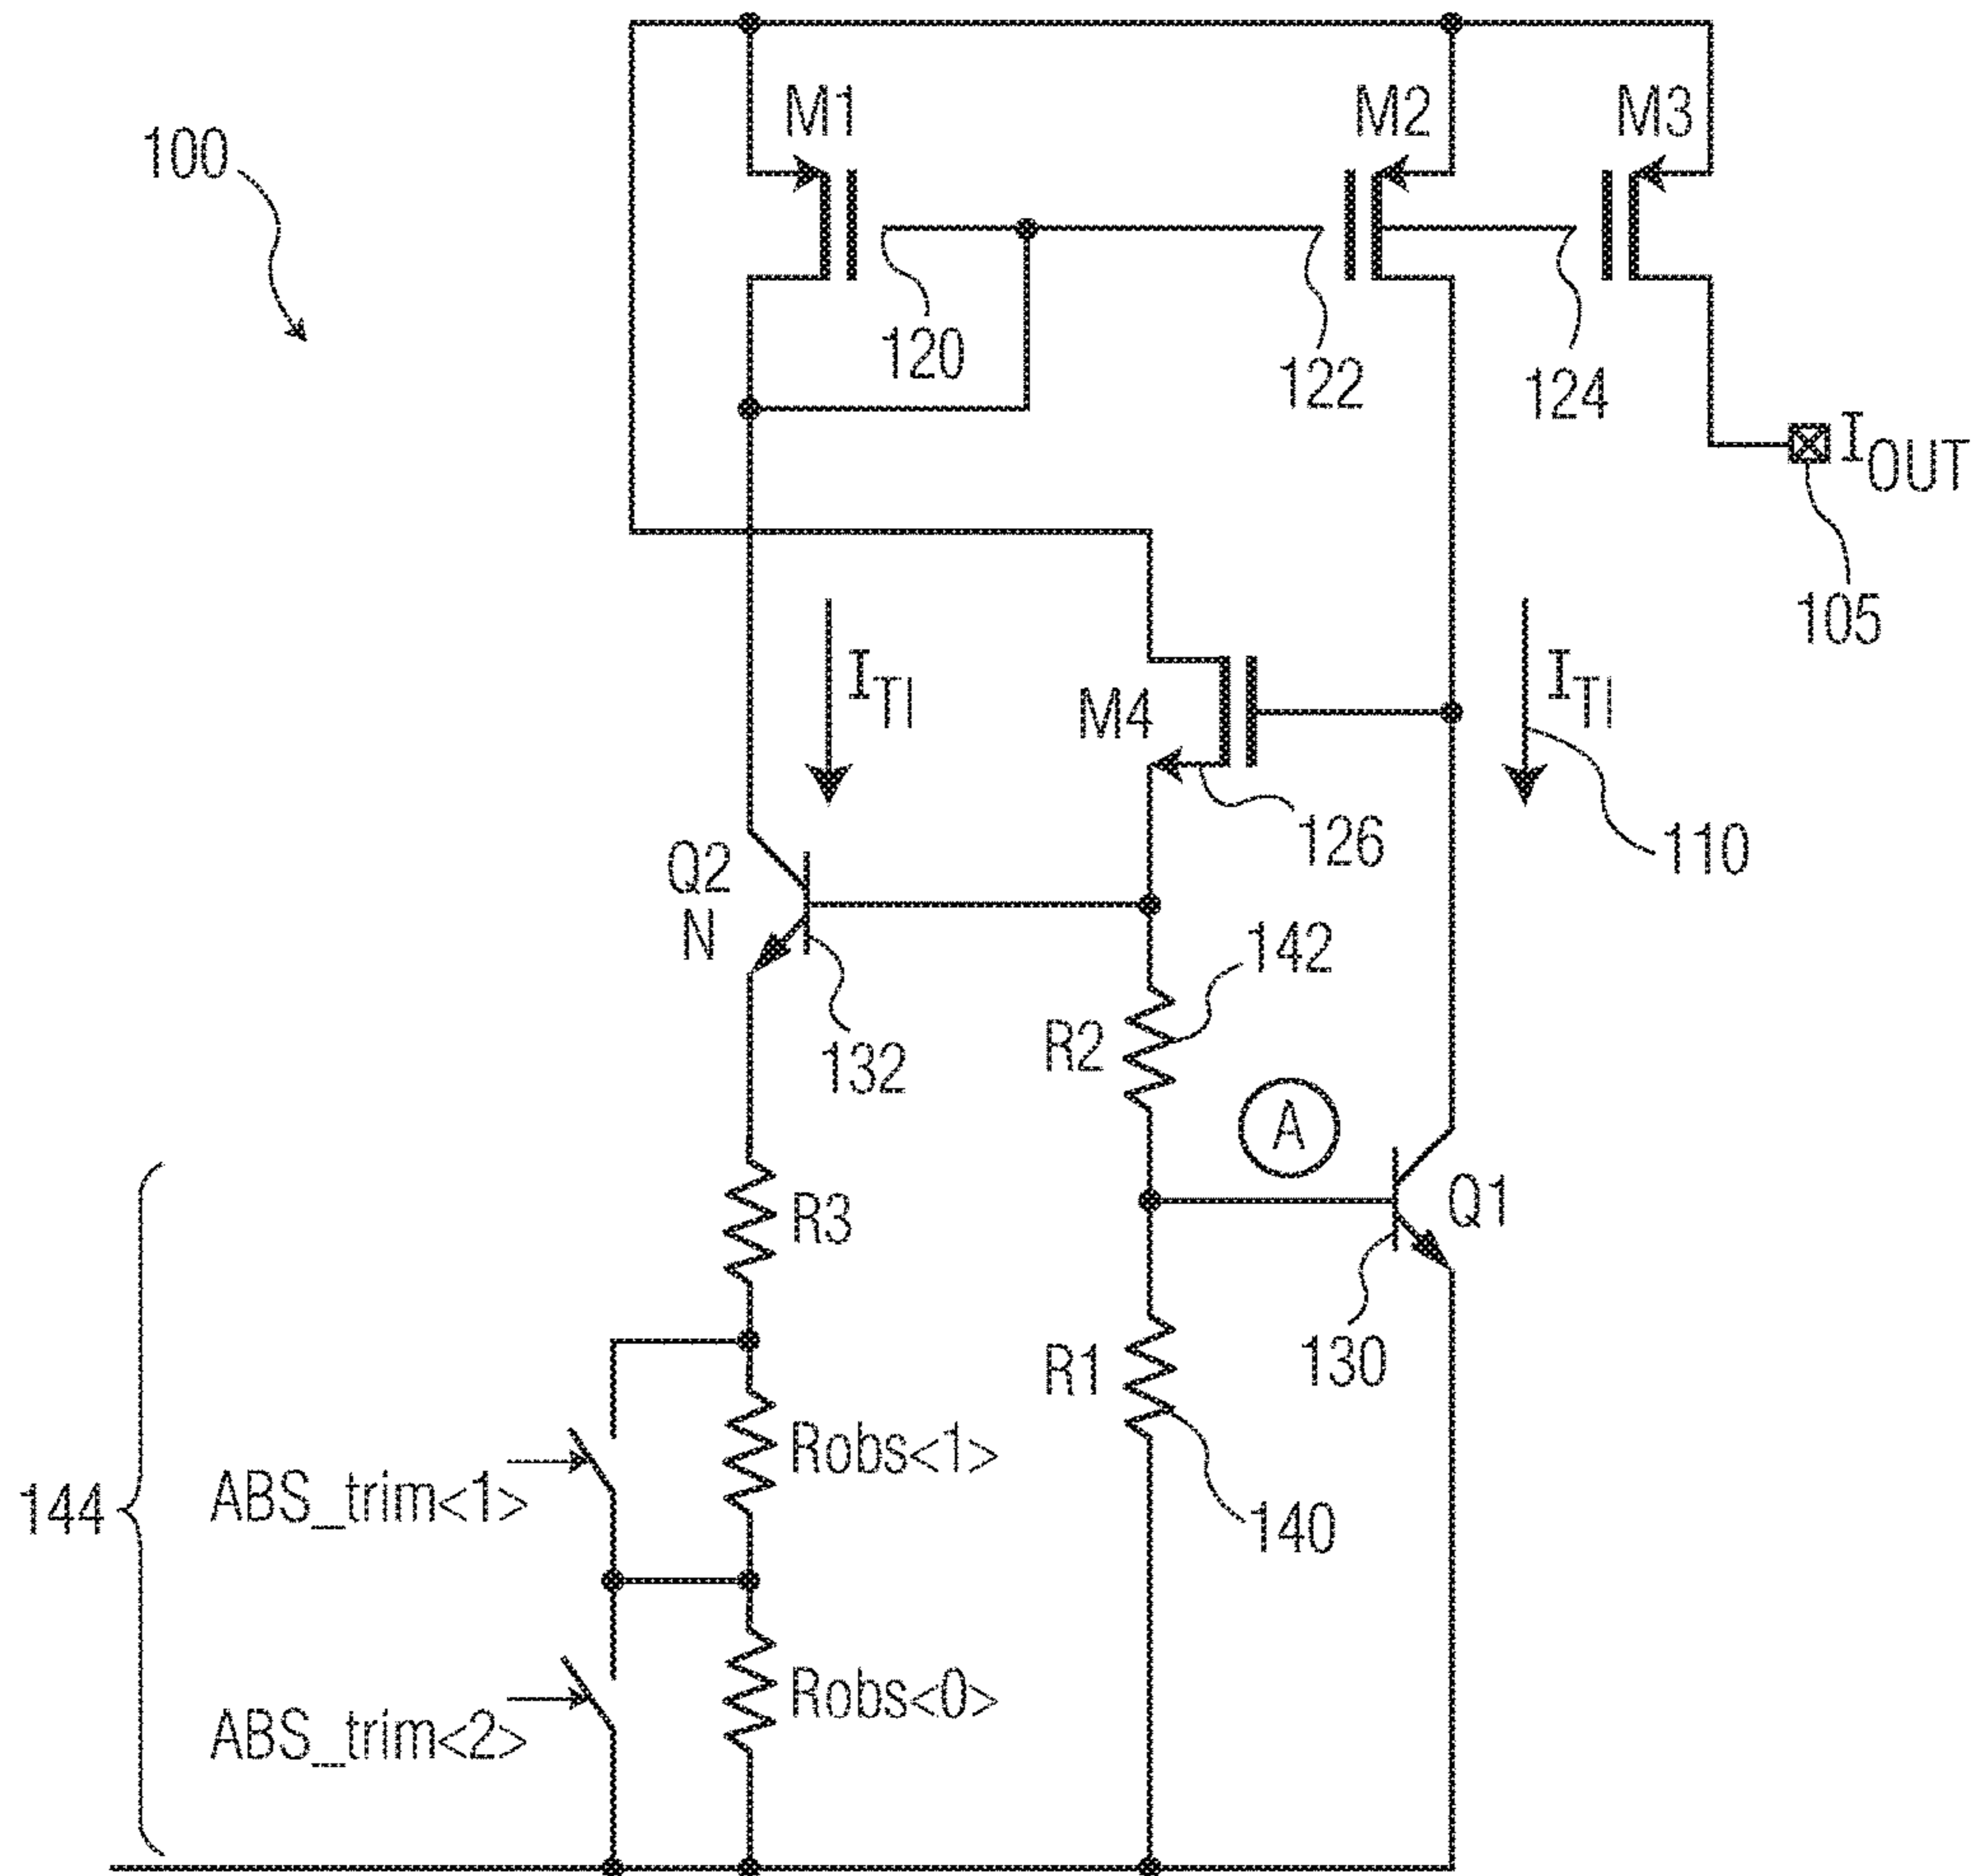 100
M1
M2
M3
120
122
124
I_OUT
105
I_TI
M4
I_TI
126
110
Q2
N
132
142
R2
A
R3
Q1
130
R1
140
144
ABS_trim<1>
Robs<1>
ABS_trim<2>
Robs<0>